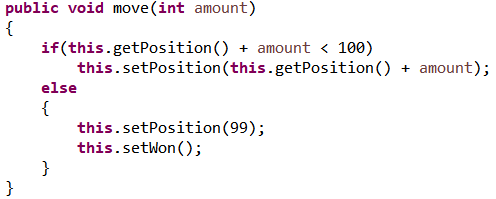 public void move(int amount)
{
    if(this.getPosition() + amount < 100)
        this.setPosition(this.getPosition() + amount);
    else
    {
        this.setPosition(99);
        this.setWon();
    }
}